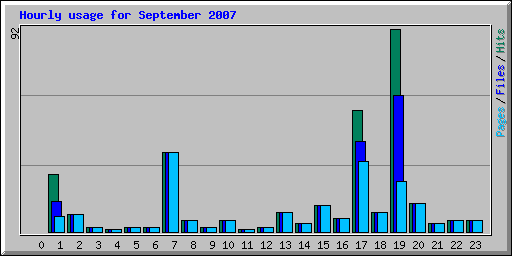 Hourly usage for September 2007
92
Pages/Files/Hits
0 1 2 3 4 5 6 7 8 9 10 11 12 13 14 15 16 17 18 19 20 21 22 23